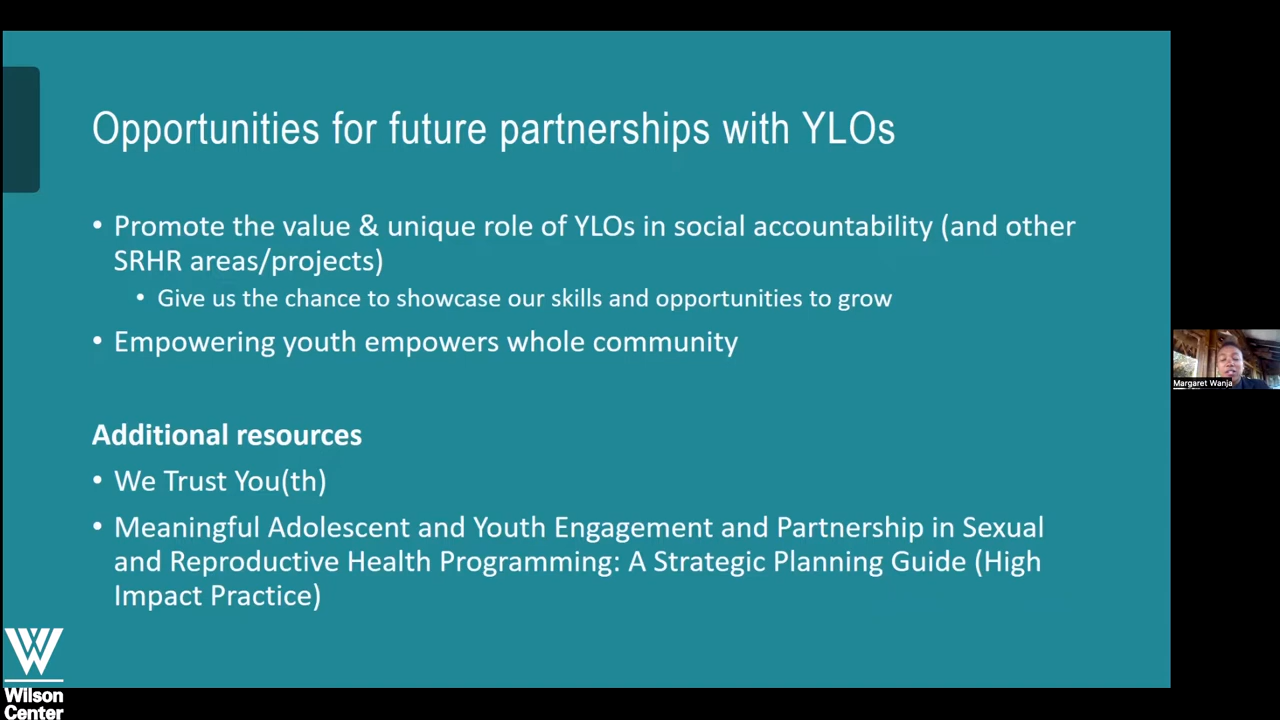 Opportunities for future partnerships with YLOs
• Promote the value & unique role of YLOs in social accountability (and other
SRHR areas/projects)
• Give us the chance to showcase our skills and opportunities to grow
• Empowering youth empowers whole community
Additional resources
• We Trust You(th)
• Meaningful Adolescent and Youth Engagement and Partnership in Sexual
and Reproductive Health Programming: A Strategic Planning Guide (High
Impact Practice)
Margaret Wanja
Wilson
Center